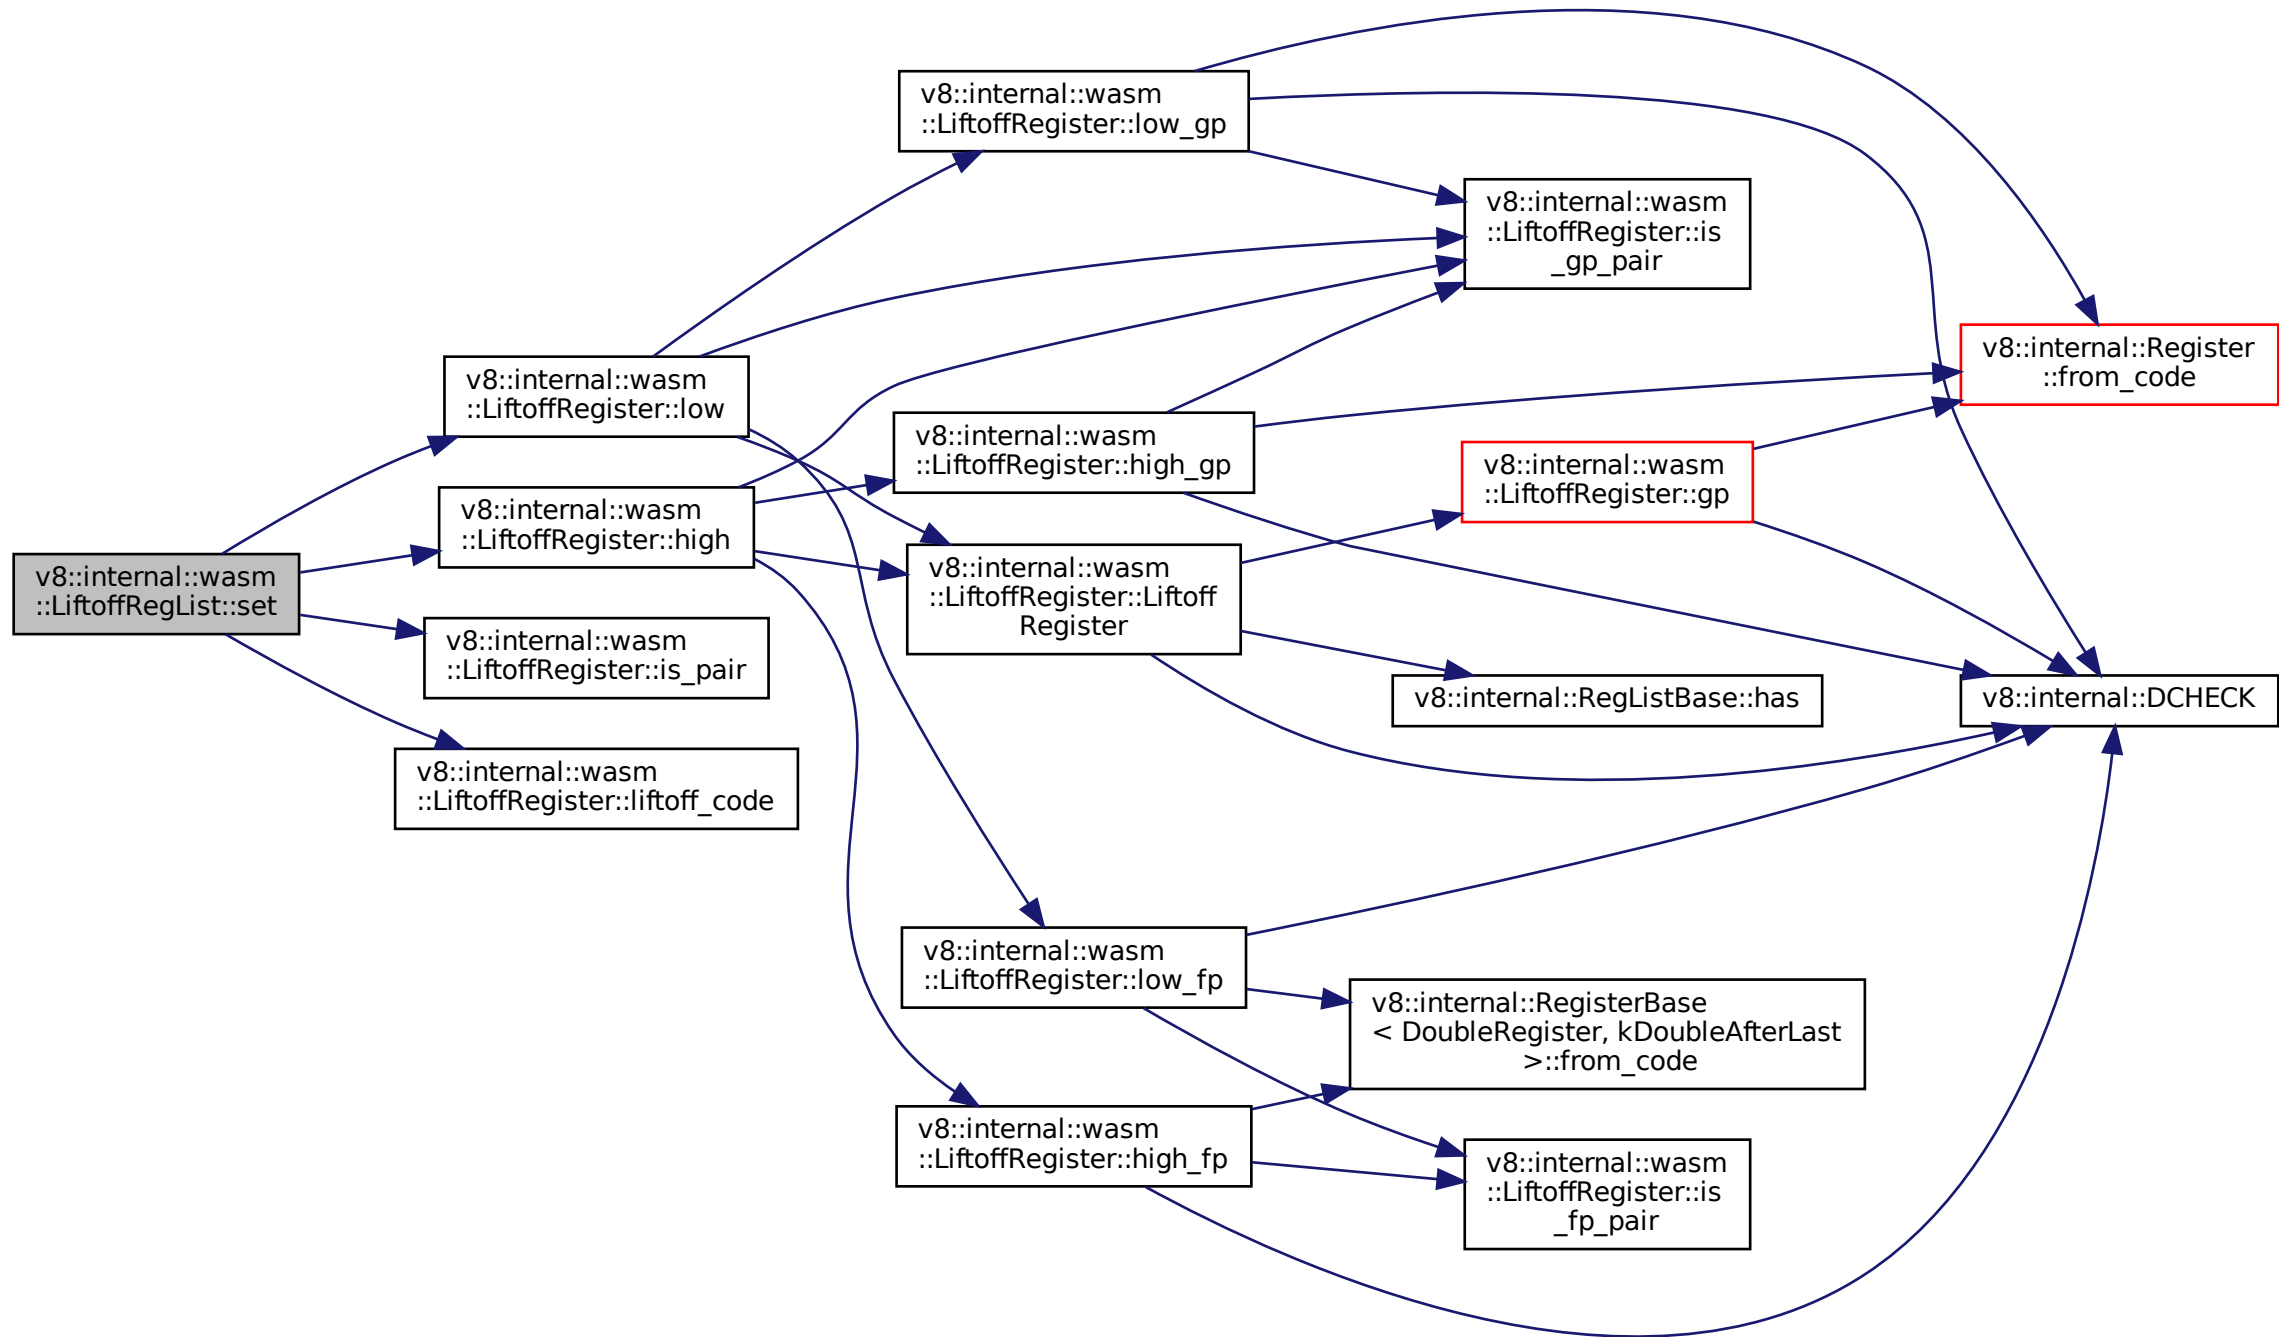 v8::internal::wasm
::LiftoffRegList::set
v8::internal::wasm
::LiftoffRegister::low
v8::internal::wasm
::LiftoffRegister::high
v8::internal::wasm
::LiftoffRegister::is_pair
v8::internal::wasm
::LiftoffRegister::liftoff_code
v8::internal::wasm
::LiftoffRegister::low_gp
v8::internal::wasm
::LiftoffRegister::high_gp
v8::internal::wasm
::LiftoffRegister::Liftoff
Register
v8::internal::wasm
::LiftoffRegister::low_fp
v8::internal::wasm
::LiftoffRegister::high_fp
v8::internal::wasm
::LiftoffRegister::is
_gp_pair
v8::internal::wasm
::LiftoffRegister::gp
v8::internal::RegListBase::has
v8::internal::RegisterBase
< DoubleRegister, kDoubleAfterLast
>::from_code
v8::internal::wasm
::LiftoffRegister::is
_fp_pair
v8::internal::Register
::from_code
v8::internal::DCHECK